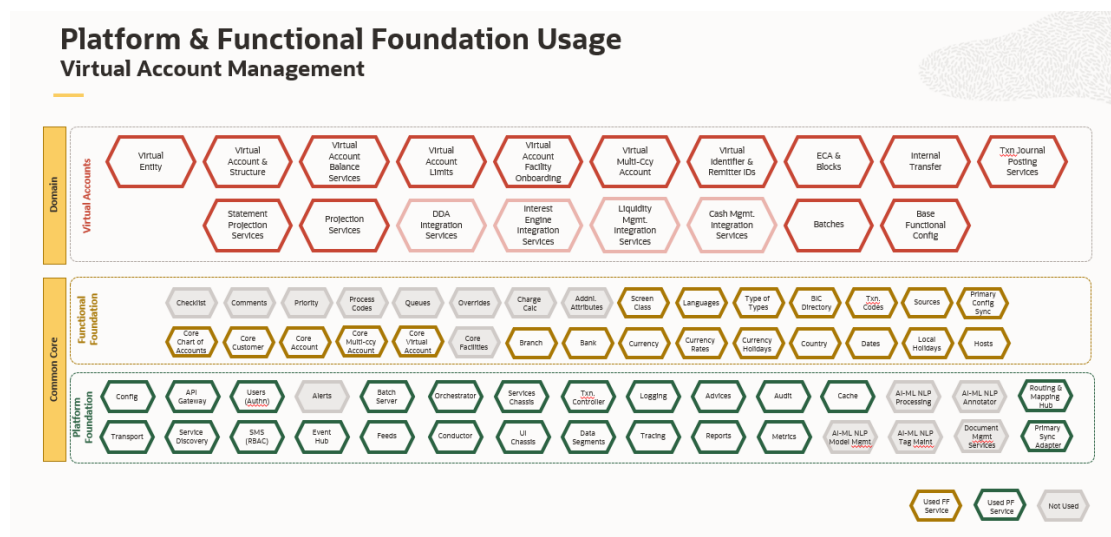 Platform & Functional Foundation Usage
Virtual Account Management
Domain
Virtual Accounts
Virtual
Entity
Virtual
Account &
Structure
Virtual
Account
Balance
Services
Virtual
Account
Limits
Virtual
Account
Facility
Onboarding
Virtual
Multi-Ccy
Account
Virtual
Identifier &
Remitter IDs
ECA &
Blocks
Internal
Transfer
Txn Journal
Posting
Services
Statement
Projection
Services
Projection
Services
DDA
Integration
Services
Interest
Engine
Integration
Services
Liquidity
Mgmt.
Integration
Services
Cash Mgmt.
Integration
Services
Batches
Base
Functional
Config
Common Core
Functional
Foundation
Checklist
Comments
Priority
Process
Codes
Queues
Overrides
Charge
Calc
Addnl.
Attributes
Screen
Class
Languages
Type of
Types
BIC
Directory
Txn.
Codes
Sources
Primary
Config
Sync
Core
Chart of
Accounts
Core
Customer
Core
Account
Core
Multi-ccy
Account
Core
Virtual
Account
Core
Facilities
Branch
Bank
Currency
Currency
Rates
Currency
Holidays
Country
Dates
Local
Holidays
Hosts
Platform
Foundation
Config
API
Gateway
Users
(Authn)
Alerts
Batch
Server
Orchestrator
Services
Chassis
Txn.
Controller
Logging
Advices
Audit
Cache
AI-ML NLP
Processing
AI-ML NLP
Annotator
Routing &
Mapping
Hub
Transport
Service
Discovery
SMS
(RBAC)
Event
Hub
Feeds
Conductor
UI
Chassis
Data
Segments
Tracing
Reports
Metrics
AI-ML NLP
Model Mgmt
AI-ML NLP
Tag Maint
Document
Mgmt
Services
Primary
Sync
Adapter
Used FF
Service
Used PF
Service
Not Used